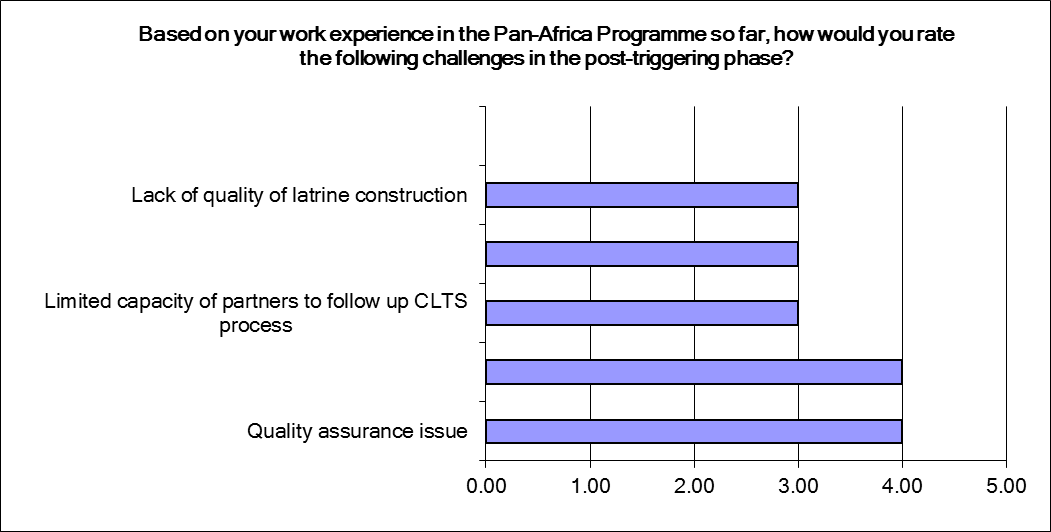 Based on your work experience in the Pan-Africa Programme so far, how would you rate
the following challenges in the post-triggering phase?
Lack of quality of latrine construction
Limited capacity of partners to follow up CLTS
process
Quality assurance issue
0.00 1.00 2.00 3.00 4.00 5.00